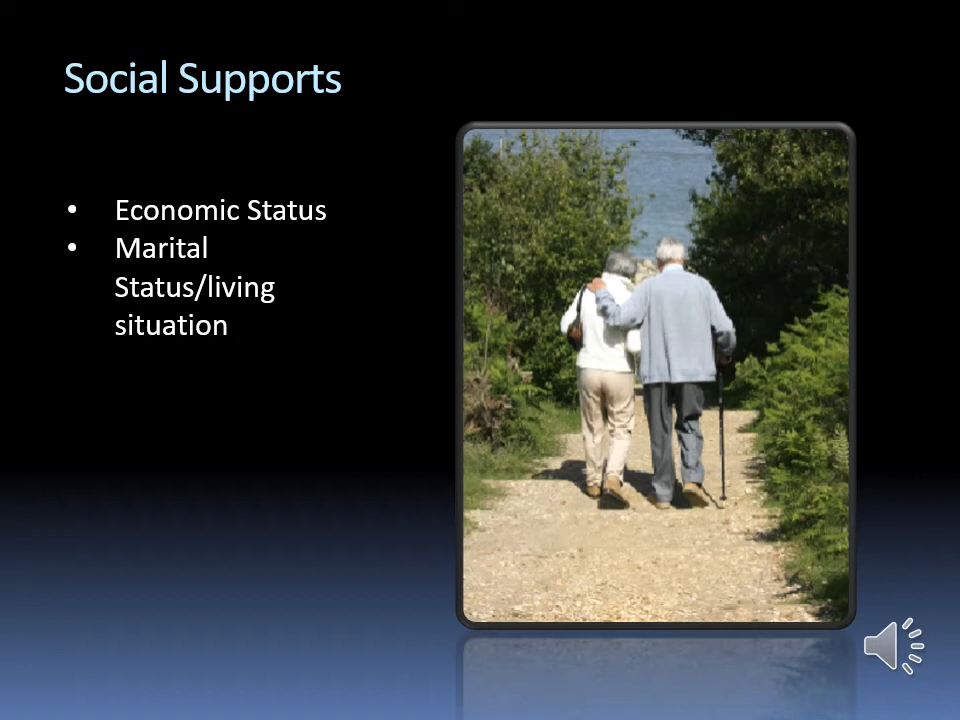 Social Supports
• Economic Status
• Marital
Status/living
situation